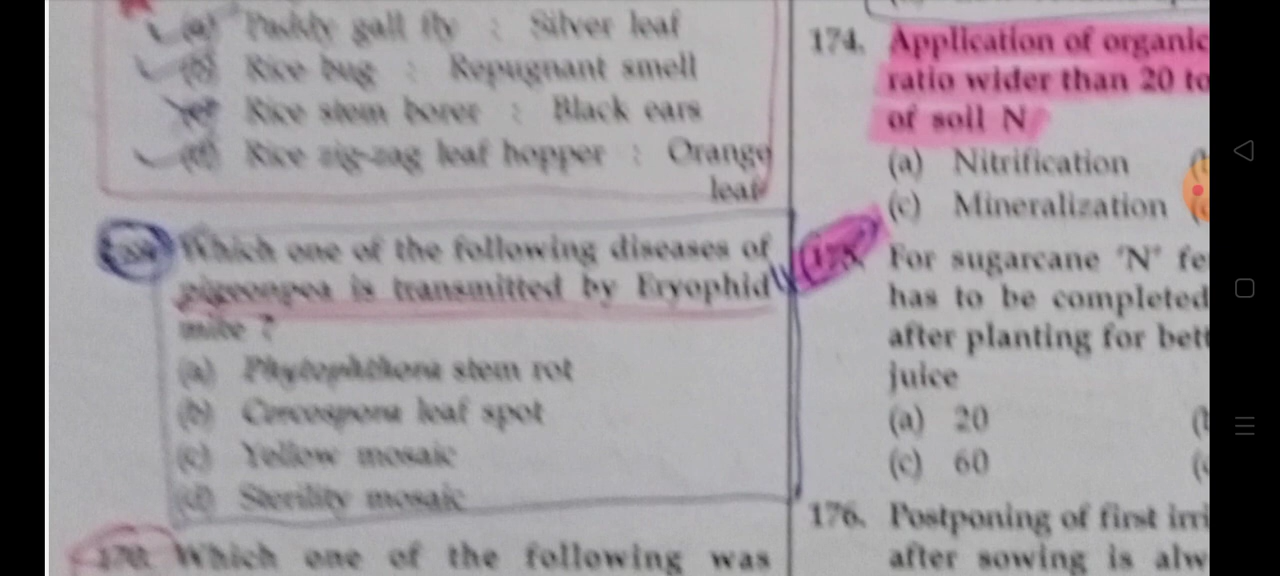 (a) Paddy gall fly : Silver leaf
(b) Rice bug : Repugnant smell
Rice stem borer : Black ears
(d) Rice zig-zag leaf hopper : Orange
leaf
Which one of the following diseases of
pigeonpea is transmitted by Eryophid
mite ?
(a) Phytophthora stem rot
(b) Cercospora leaf spot
(c) Yellow mosaic
(d) Sterility mosaic
170. Which one of the following was
174. Application of organic
ratio wider than 20 to
of soil N
(a) Nitrification
(c) Mineralization
175. For sugarcane 'N' fe
has to be completed
after planting for bett
juice
(a) 20
(c) 60
176. Postponing of first irri
after sowing is alw